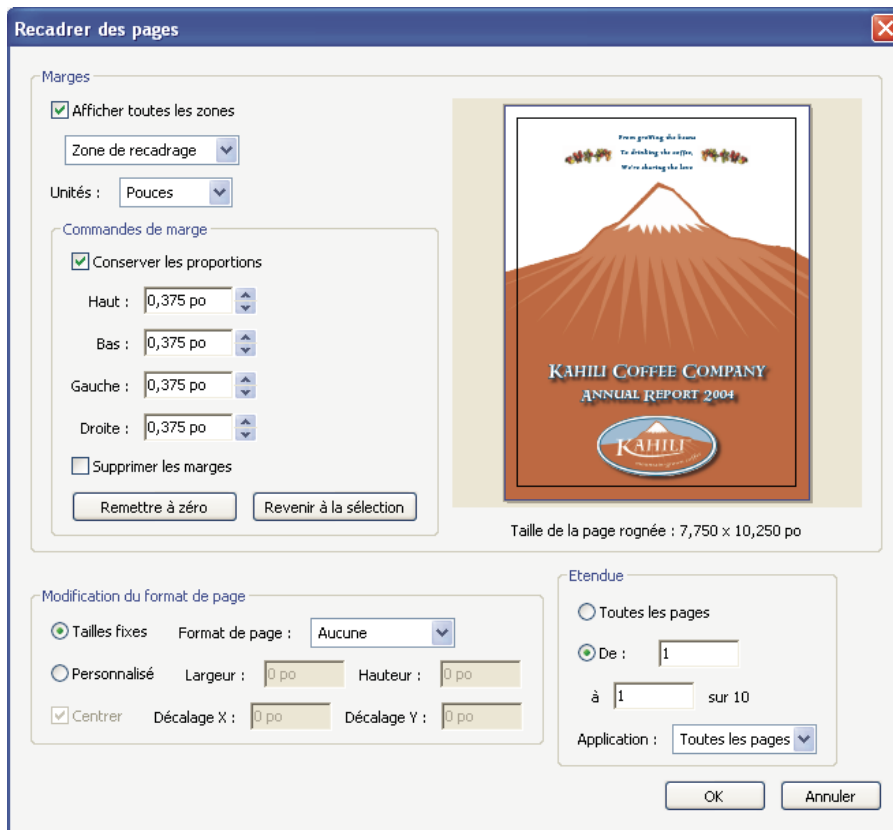 Recadrer des pages
Marges
Afficher toutes les zones
Zone de recadrage
Unités : Pouces
Commandes de marge
Conserver les proportions
Haut : 0,375 po
Bas : 0,375 po
Gauche : 0,375 po
Droite : 0,375 po
Supprimer les marges
Remettre à zéro Revenir à la sélection
From growing the beans
To drinking the coffee,
We're sharing the love
KAHILI COFFEE COMPANY
ANNUAL REPORT 2004
KAHILI
Taille de la page rognée : 7,750 x 10,250 po
Modification du format de page
Tailles fixes Format de page : Aucune
Personnalisé Largeur : 0 po Hauteur : 0 po
Centrer Décalage X : 0 po Décalage Y : 0 po
Etendue
Toutes les pages
De : 1
à 1 sur 10
Application : Toutes les pages
OK Annuler